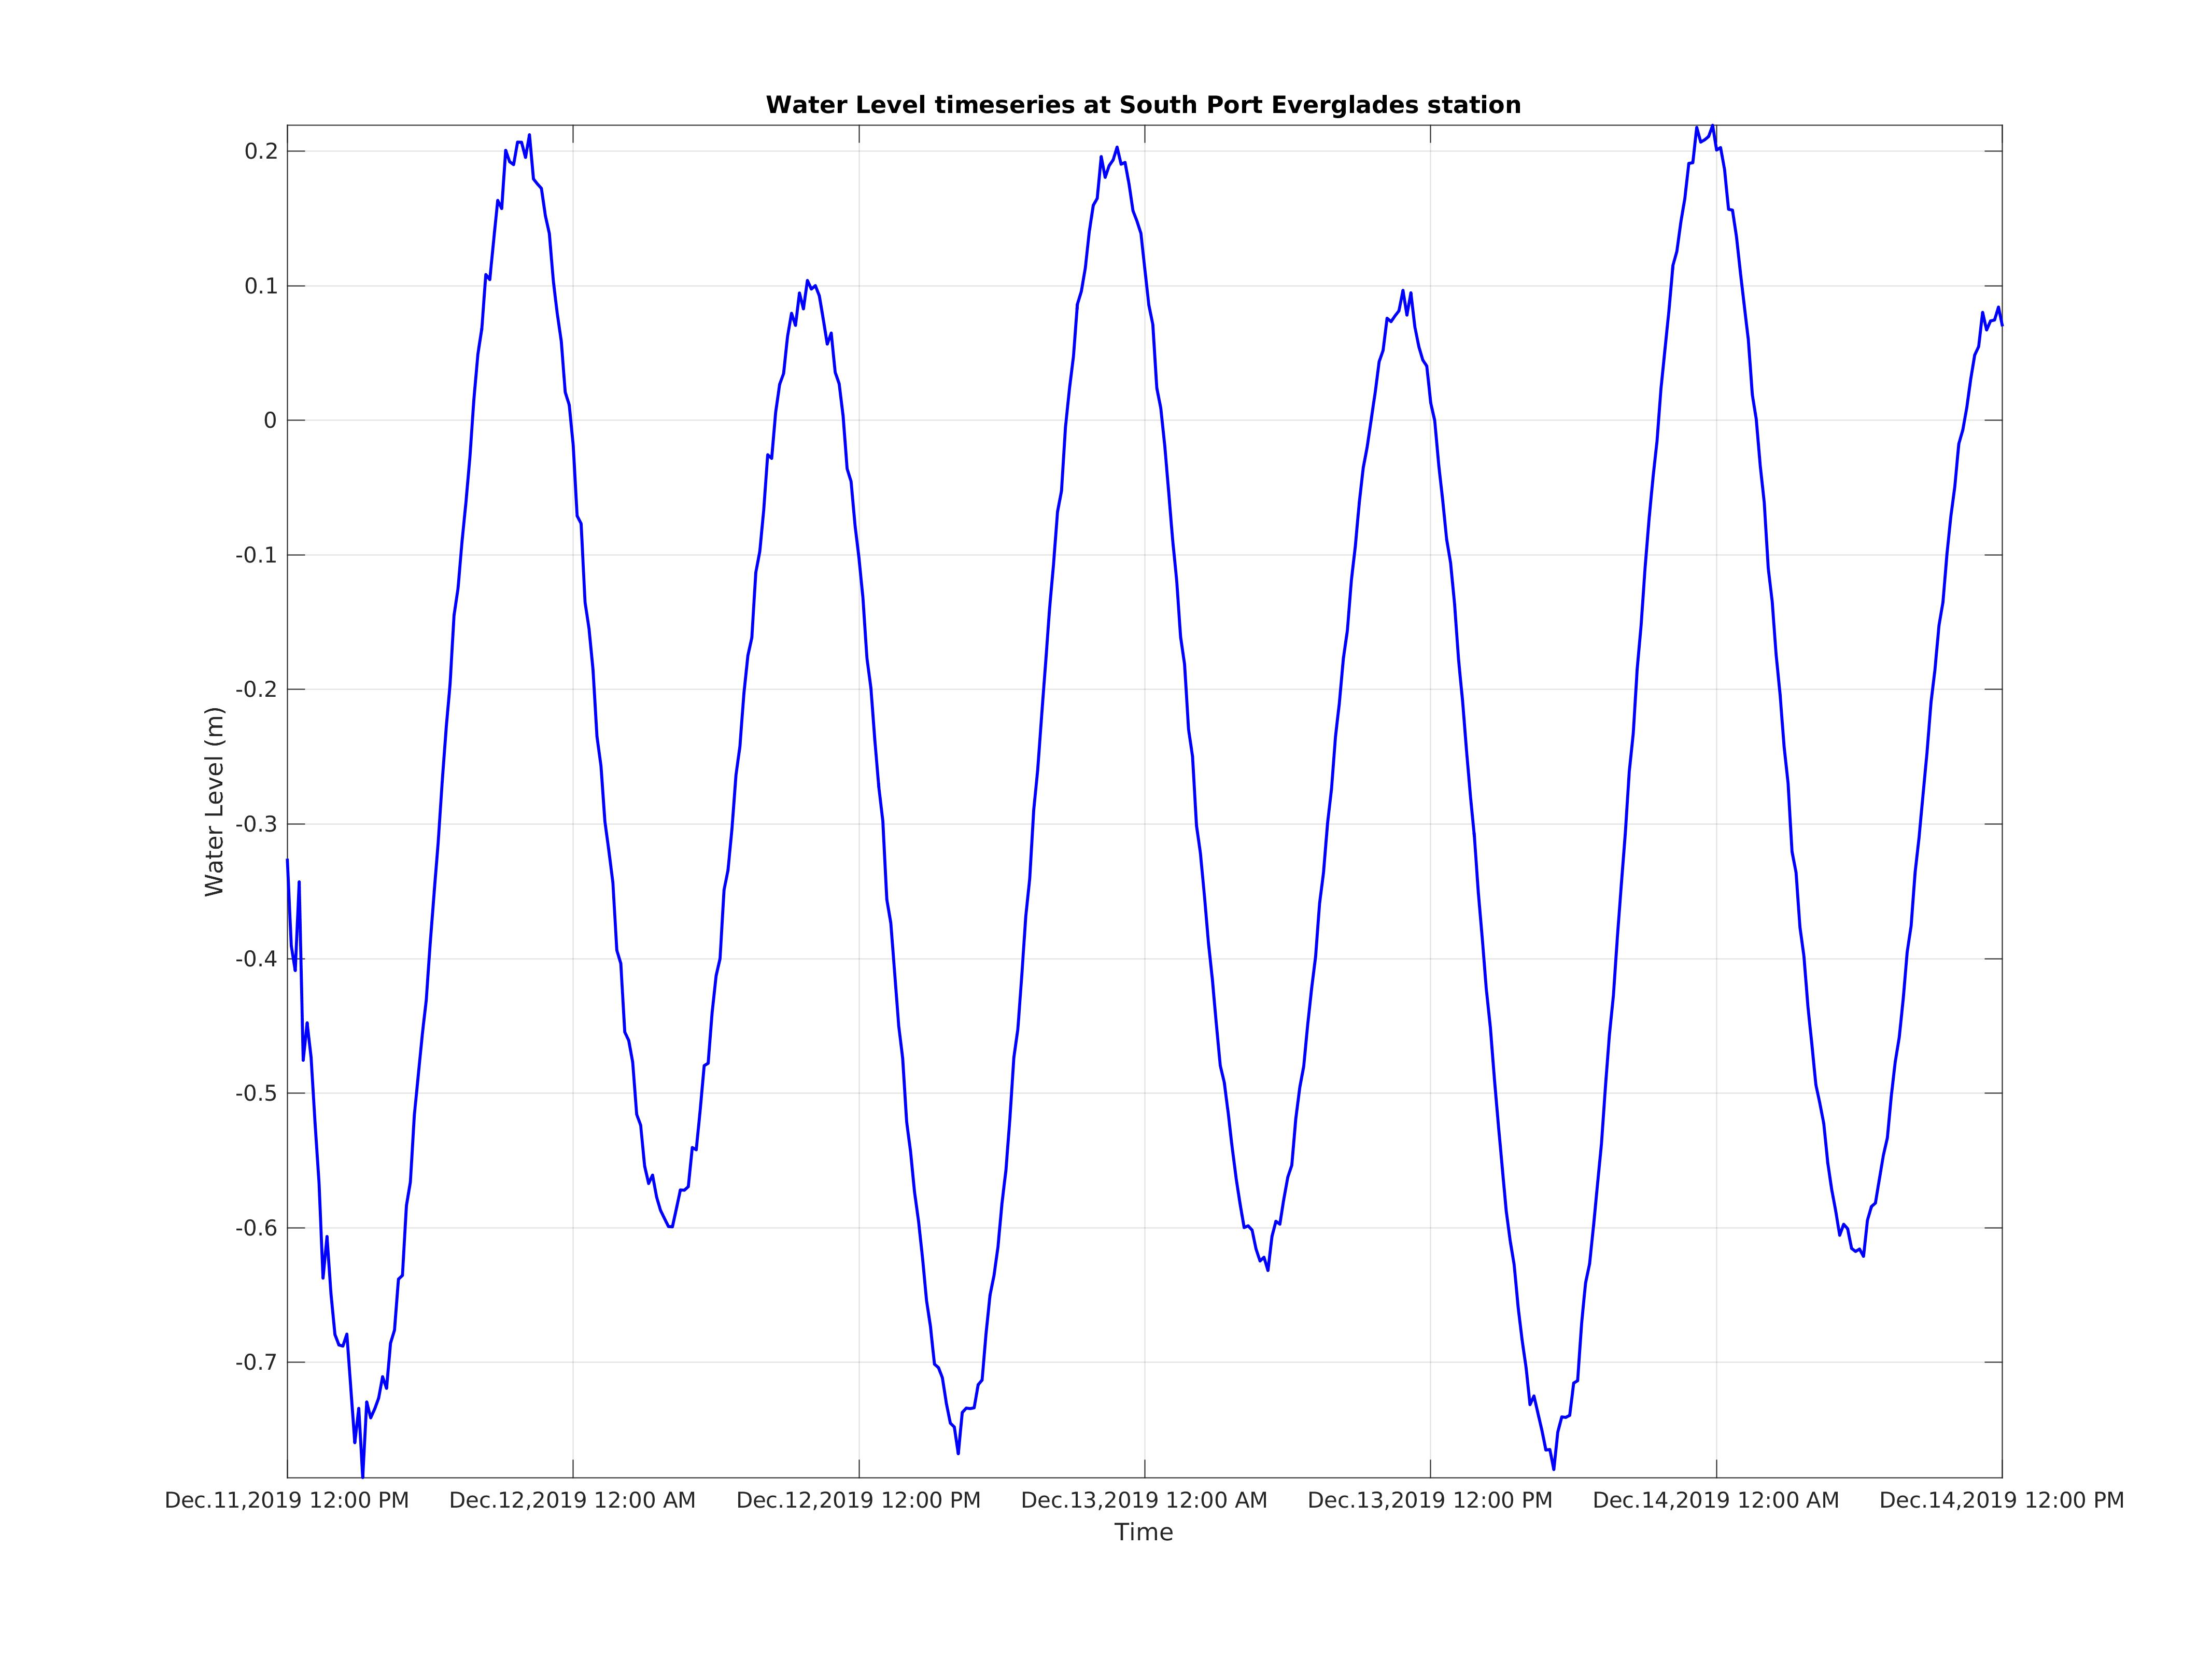 Water Level timeseries at South Port Everglades station
0.2
0.1
0
-0.1
-0.2
-0.3
-0.4
-0.5
-0.6
-0.7
Water Level (m)
Dec.11,2019 12:00 PM Dec.12,2019 12:00 AM Dec.12,2019 12:00 PM Dec.13,2019 12:00 AM Dec.13,2019 12:00 PM Dec.14,2019 12:00 AM Dec.14,2019 12:00 PM
Time